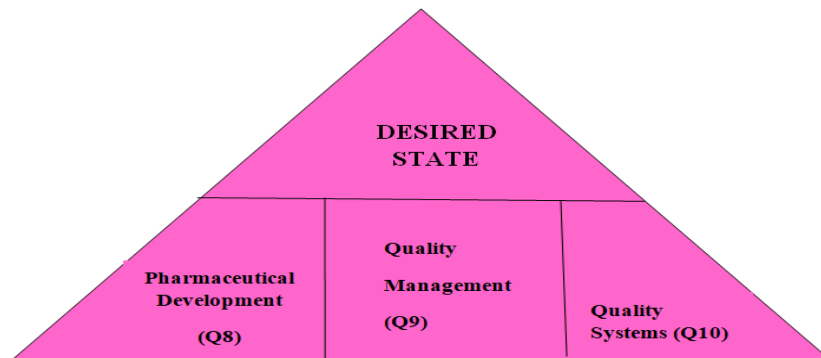 DESIRED
STATE
Pharmaceutical
Development
(Q8)
Quality
Management
(Q9)
Quality
Systems (Q10)